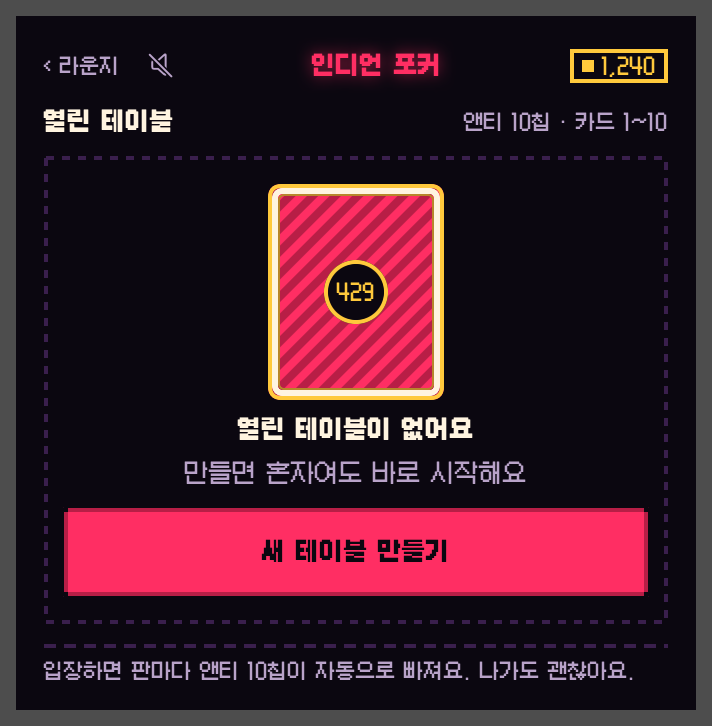 ‹ 라운지
인디언 포커
1,240
열린 테이블
앤티 10칩 · 카드 1~10
429
열린 테이블이 없어요
만들면 혼자여도 바로 시작해요
새 테이블 만들기
입장하면 판마다 앤티 10칩이 자동으로 빠져요. 나가도 괜찮아요.